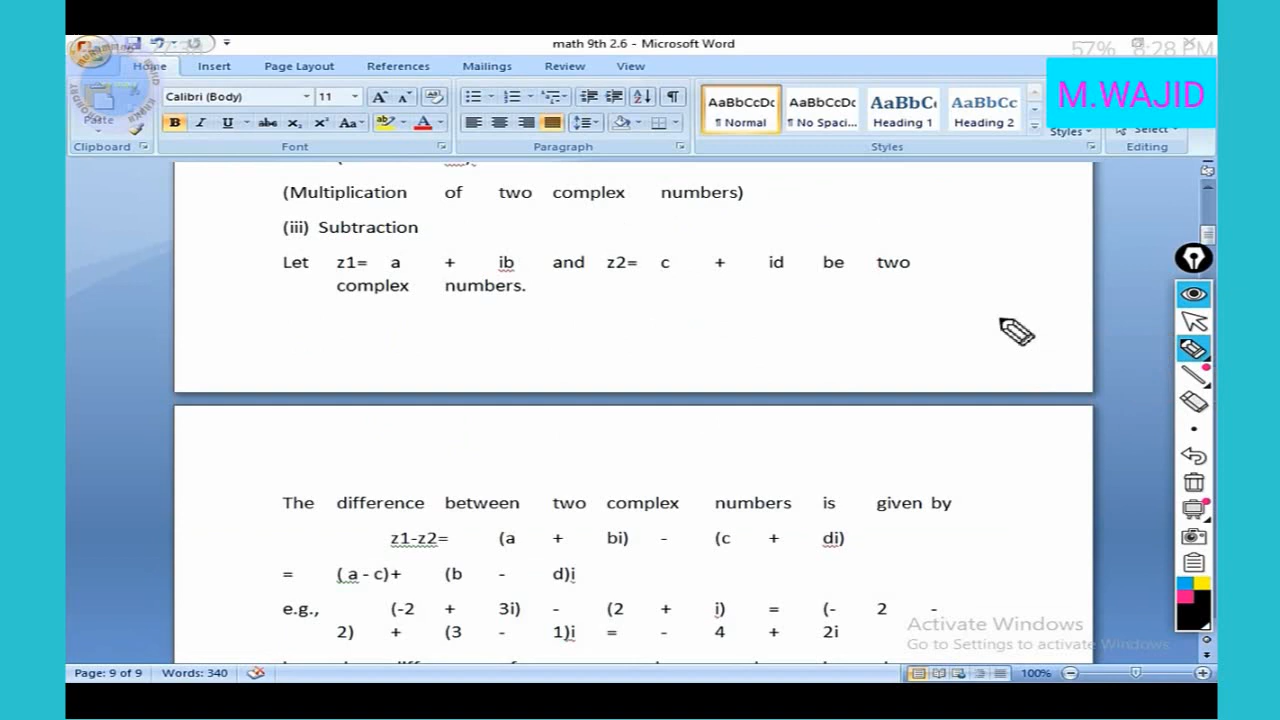 math 9th 2.6 - Microsoft Word
57% 8:28 PM
Home Insert Page Layout References Mailings Review View
M.WAJID
Calibri (Body) 11
AaBbCcDc AaBbCcDc AaBbC AaBbCc
Paste
¶ Normal ¶ No Spaci... Heading 1 Heading 2
Styles Select
Clipboard Font Paragraph Styles Editing
(Multiplication of two complex numbers)
(iii) Subtraction
Let z1= a + ib and z2= c + id be two
complex numbers.
The difference between two complex numbers is given by
z1-z2= (a + bi) - (c + di)
= ( a - c)+ (b - d)i
e.g., (-2 + 3i) - (2 + i) = (- 2 -
2) + (3 - 1)i = - 4 + 2i
Activate Windows
Go to Settings to activate Windows
Page: 9 of 9 Words: 340 100%